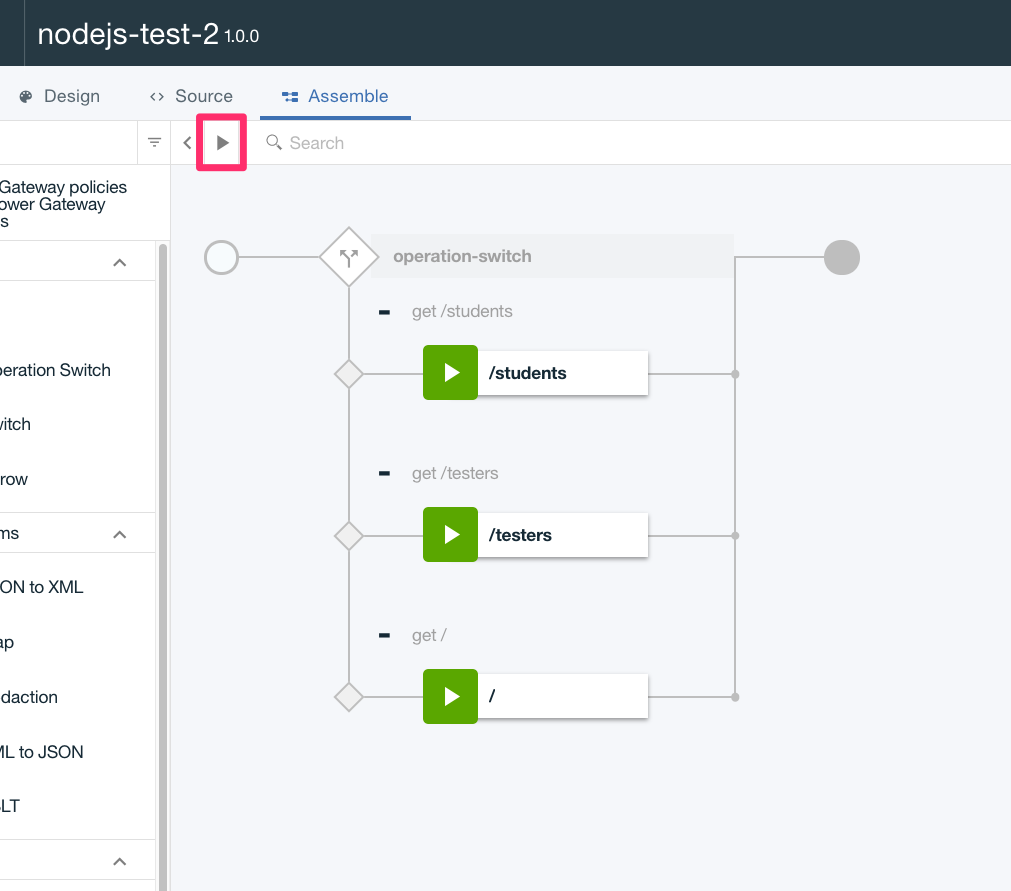 nodejs-test-2 1.0.0
Design
Source
Assemble
Search
Gateway policies
ower Gateway
s
operation-switch
get /students
/students
peration Switch
vitch
row
get /testers
/testers
ms
ON to XML
ap
get /
/
daction
ML to JSON
LT